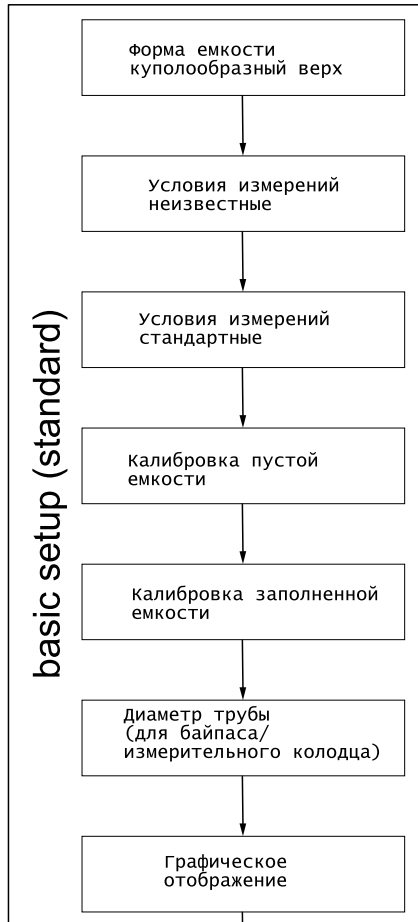 Форма емкости
куполообразный верх
Условия измерений
неизвестные
Условия измерений
стандартные
Калибровка пустой
емкости
Калибровка заполненной
емкости
Диаметр трубы
(для байпаса/
измерительного колодца)
Графическое
отображение
basic setup (standard)